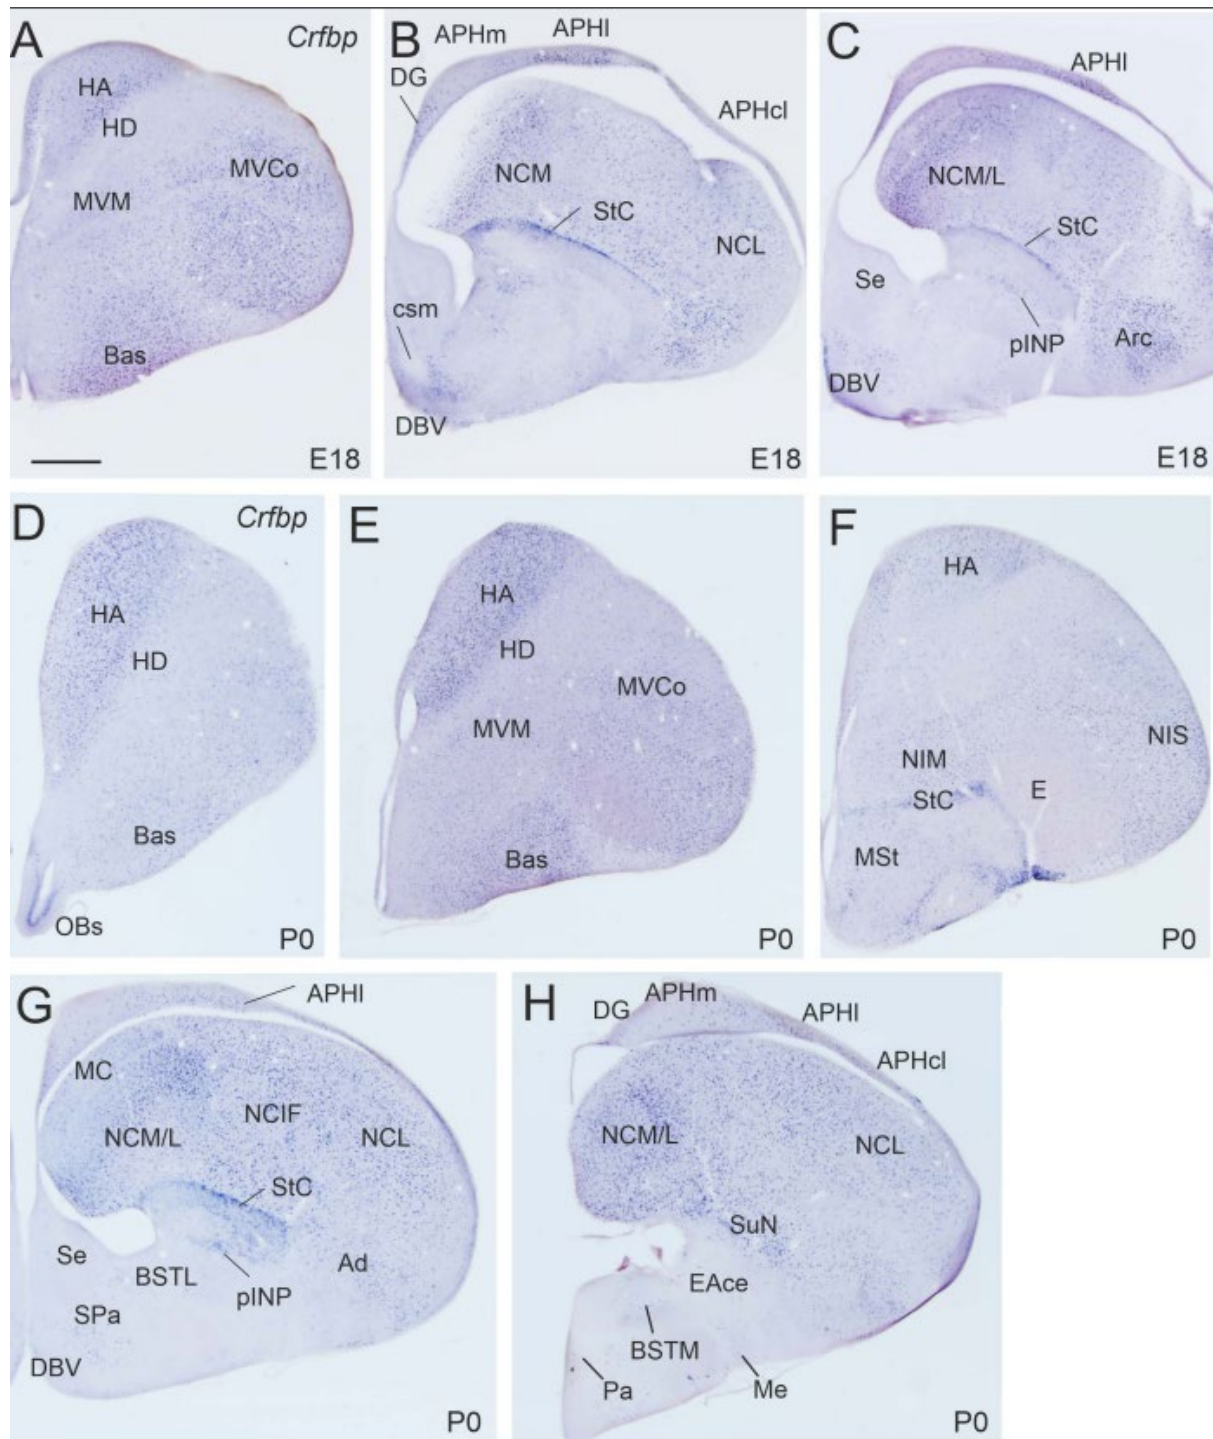 A
Crfbp
HA
HD
MVCo
MVM
Bas
E18
B
APHm
APHl
DG
APHcl
NCM
StC
NCL
csm
DBV
E18
C
APHl
NCM/L
StC
Se
pINP
Arc
DBV
E18
D
Crfbp
HA
HD
Bas
OBs
P0
E
HA
HD
MVCo
MVM
Bas
P0
F
HA
NIS
NIM
StC
E
MSt
P0
G
APHl
MC
NCIF
NCM/L
NCL
StC
Se
Ad
BSTL
pINP
SPa
DBV
P0
H
APHm
DG
APHl
APHcl
NCM/L
NCL
SuN
EAce
BSTM
Pa
Me
P0